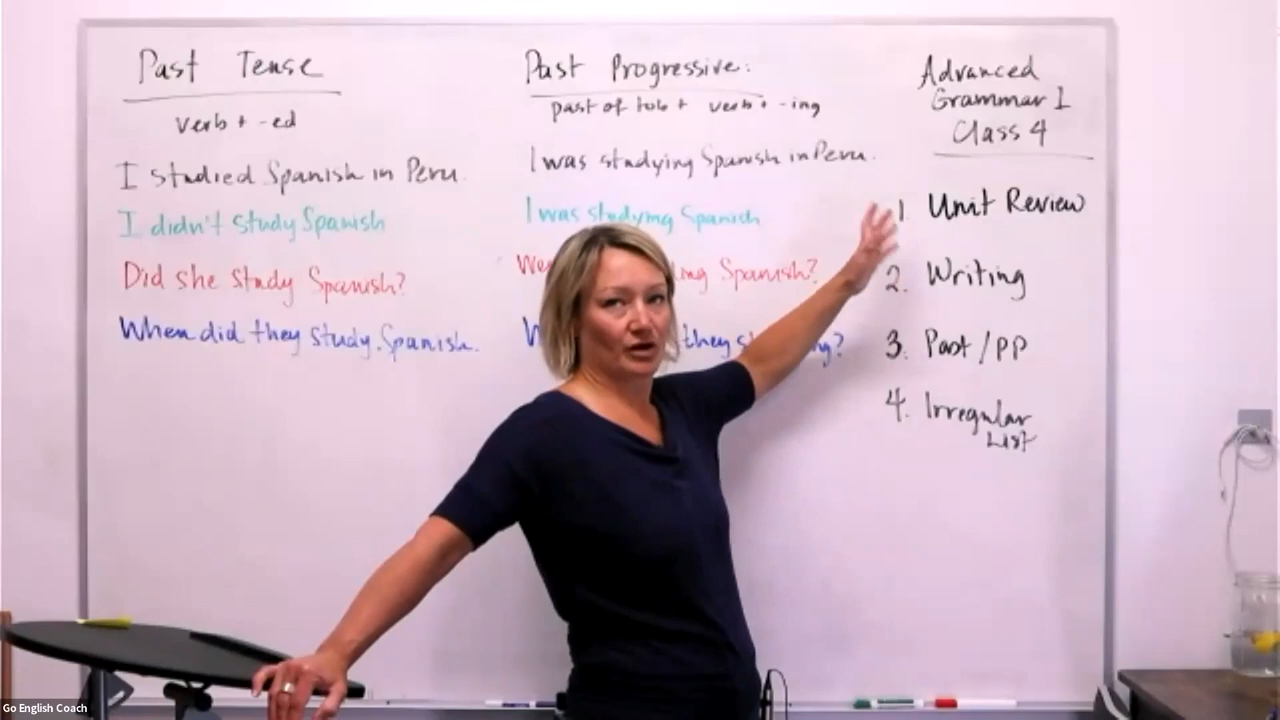 Past Tense
verb + -ed
I studied Spanish in Peru.
I didn't study Spanish
Did she study Spanish?
When did they study Spanish.
Past Progressive:
past of tobe + verb + -ing
I was studying Spanish in Peru.
I was studying Spanish
ing Spanish?
they ?
Advanced
Grammar 1
Class 4
1. Unit Review
2. Writing
3. Past/PP
4. Irregular
List
Go English Coach